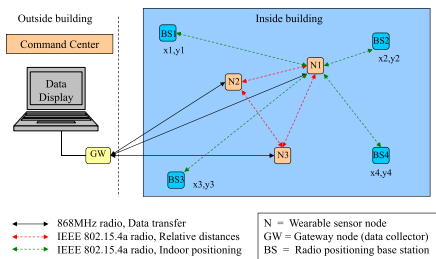 Outside building
Inside building
Command Center
BS1
x1,y1
BS2
x2,y2
N1
N2
Data
Display
GW
N3
BS3
x3,y3
BS4
x4,y4
868MHz radio, Data transfer
IEEE 802.15.4a radio, Relative distances
IEEE 802.15.4a radio, Indoor positioning
N = Wearable sensor node
GW = Gateway node (data collector)
BS = Radio positioning base station